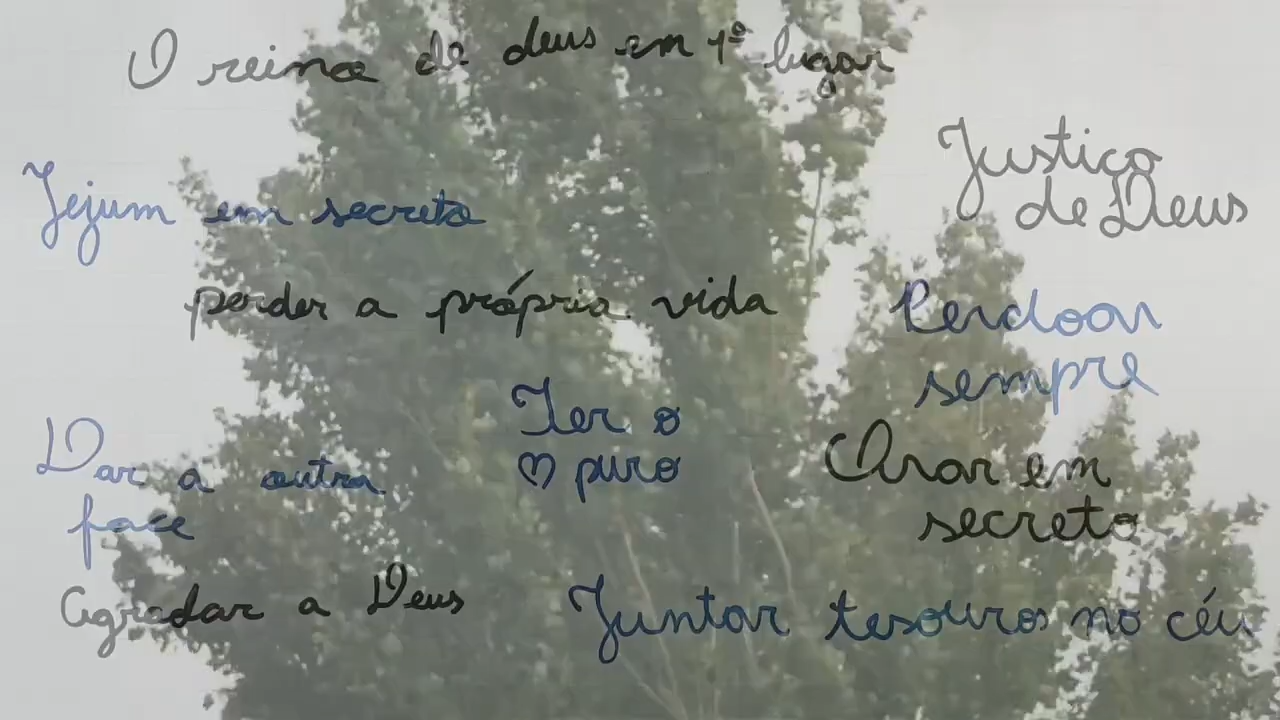 O reino de deus em 1º lugar
Justiça
de Deus
Jejum em secreto
perder a própria vida
Perdoar
sempre
Ter o
♡ puro
Dar a outra
face
Orar em
secreto
Agradar a Deus
Juntar tesouros no céu